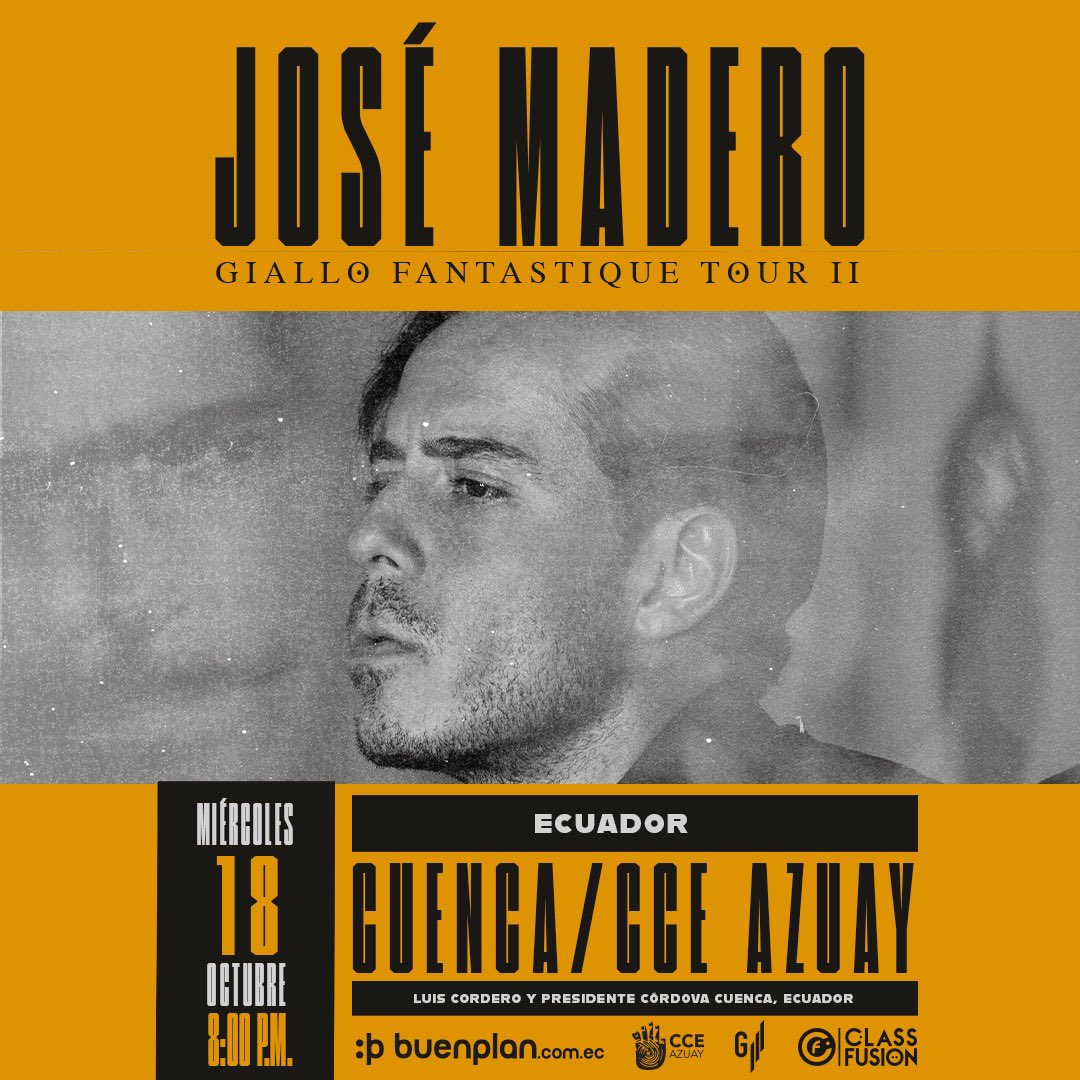 JOSÉ MADERO
GIALLO FANTASTIQUE TOUR II
MIÉRCOLES
18
OCTUBRE
8:00 P.M.
ECUADOR
CUENCA/CCE AZUAY
LUIS CORDERO Y PRESIDENTE CÓRDOVA CUENCA, ECUADOR
:p buenplan.com.ec
CCE
AZUAY
CLASS
FUSION